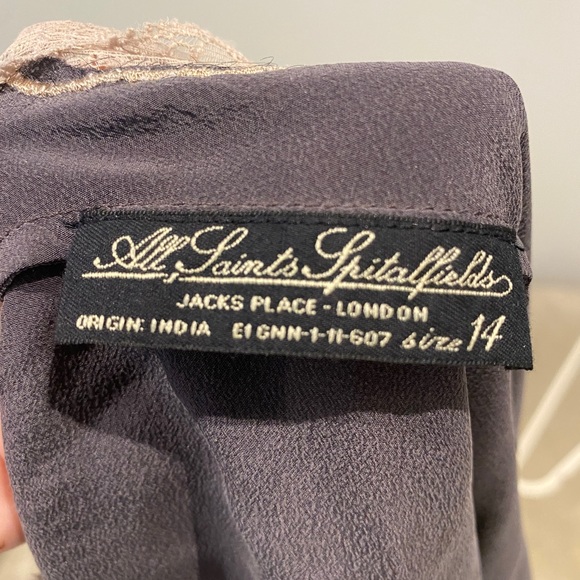 All Saints Spitalfields
JACKS PLACE - LONDON
ORIGIN: INDIA E1 GNN-1-11-607 size 14